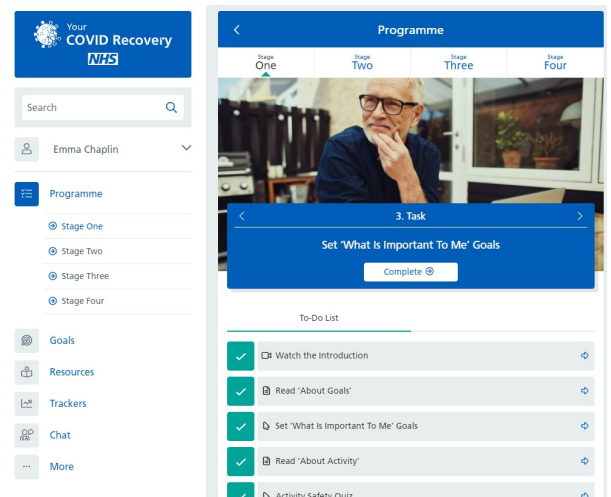 Your
COVID Recovery
NHS
Search
Emma Chaplin
Programme
Stage One
Stage Two
Stage Three
Stage Four
Goals
Resources
Trackers
Chat
More
Programme
Stage
One
Stage
Two
Stage
Three
Stage
Four
3. Task
Set ‘What Is Important To Me’ Goals
Complete
To-Do List
Watch the Introduction
Read ‘About Goals’
Set ‘What Is Important To Me’ Goals
Read ‘About Activity’
Activity Safety Quiz